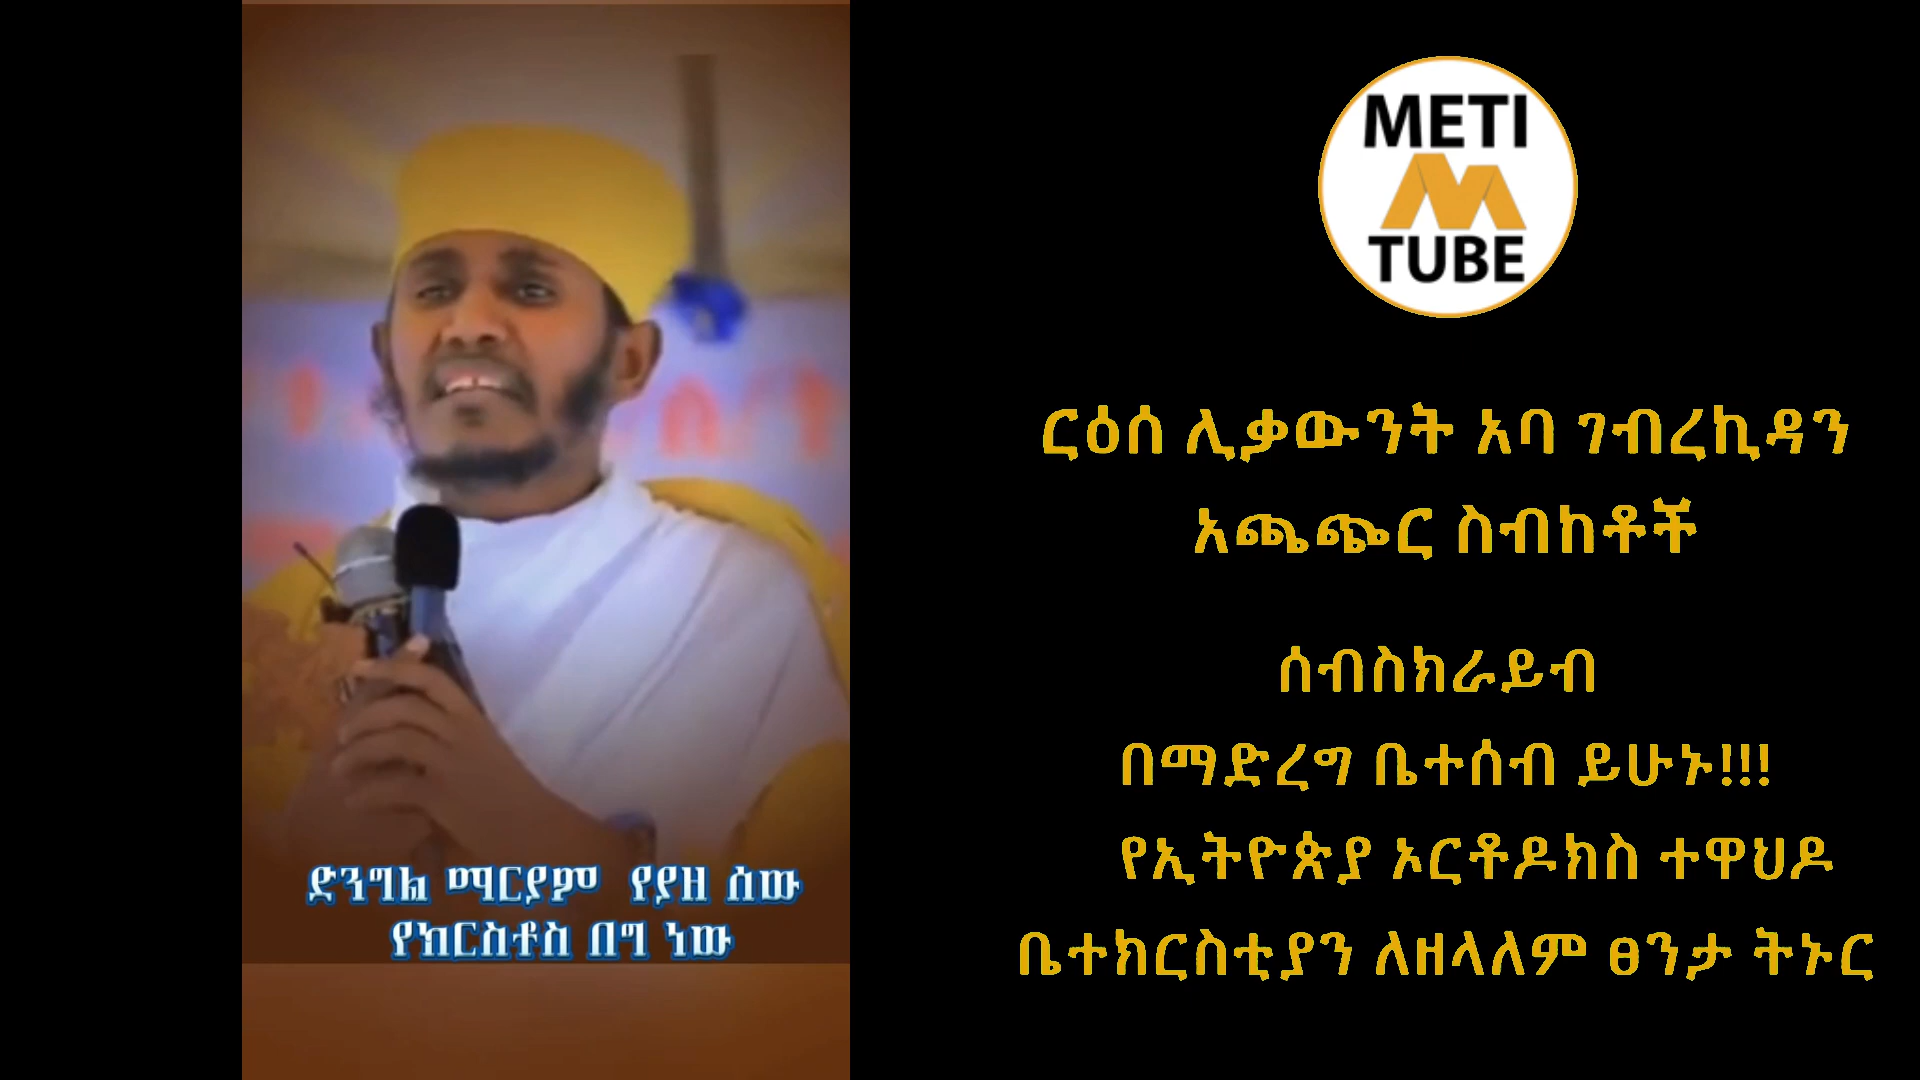 METI
TUBE
ርዕሰ ሊቃውንት አባ ገብረኪዳን
አጫጭር ስብከቶች
ሰብስክራይብ
በማድረግ ቤተሰብ ይሁኑ!!!
የኢትዮጵያ ኦርቶዶክስ ተዋህዶ
ቤተክርስቲያን ለዘላለም ፀንታ ትኑር
ድንግል ማርያም የያዘ ሰው
የክርስቶስ በግ ነው